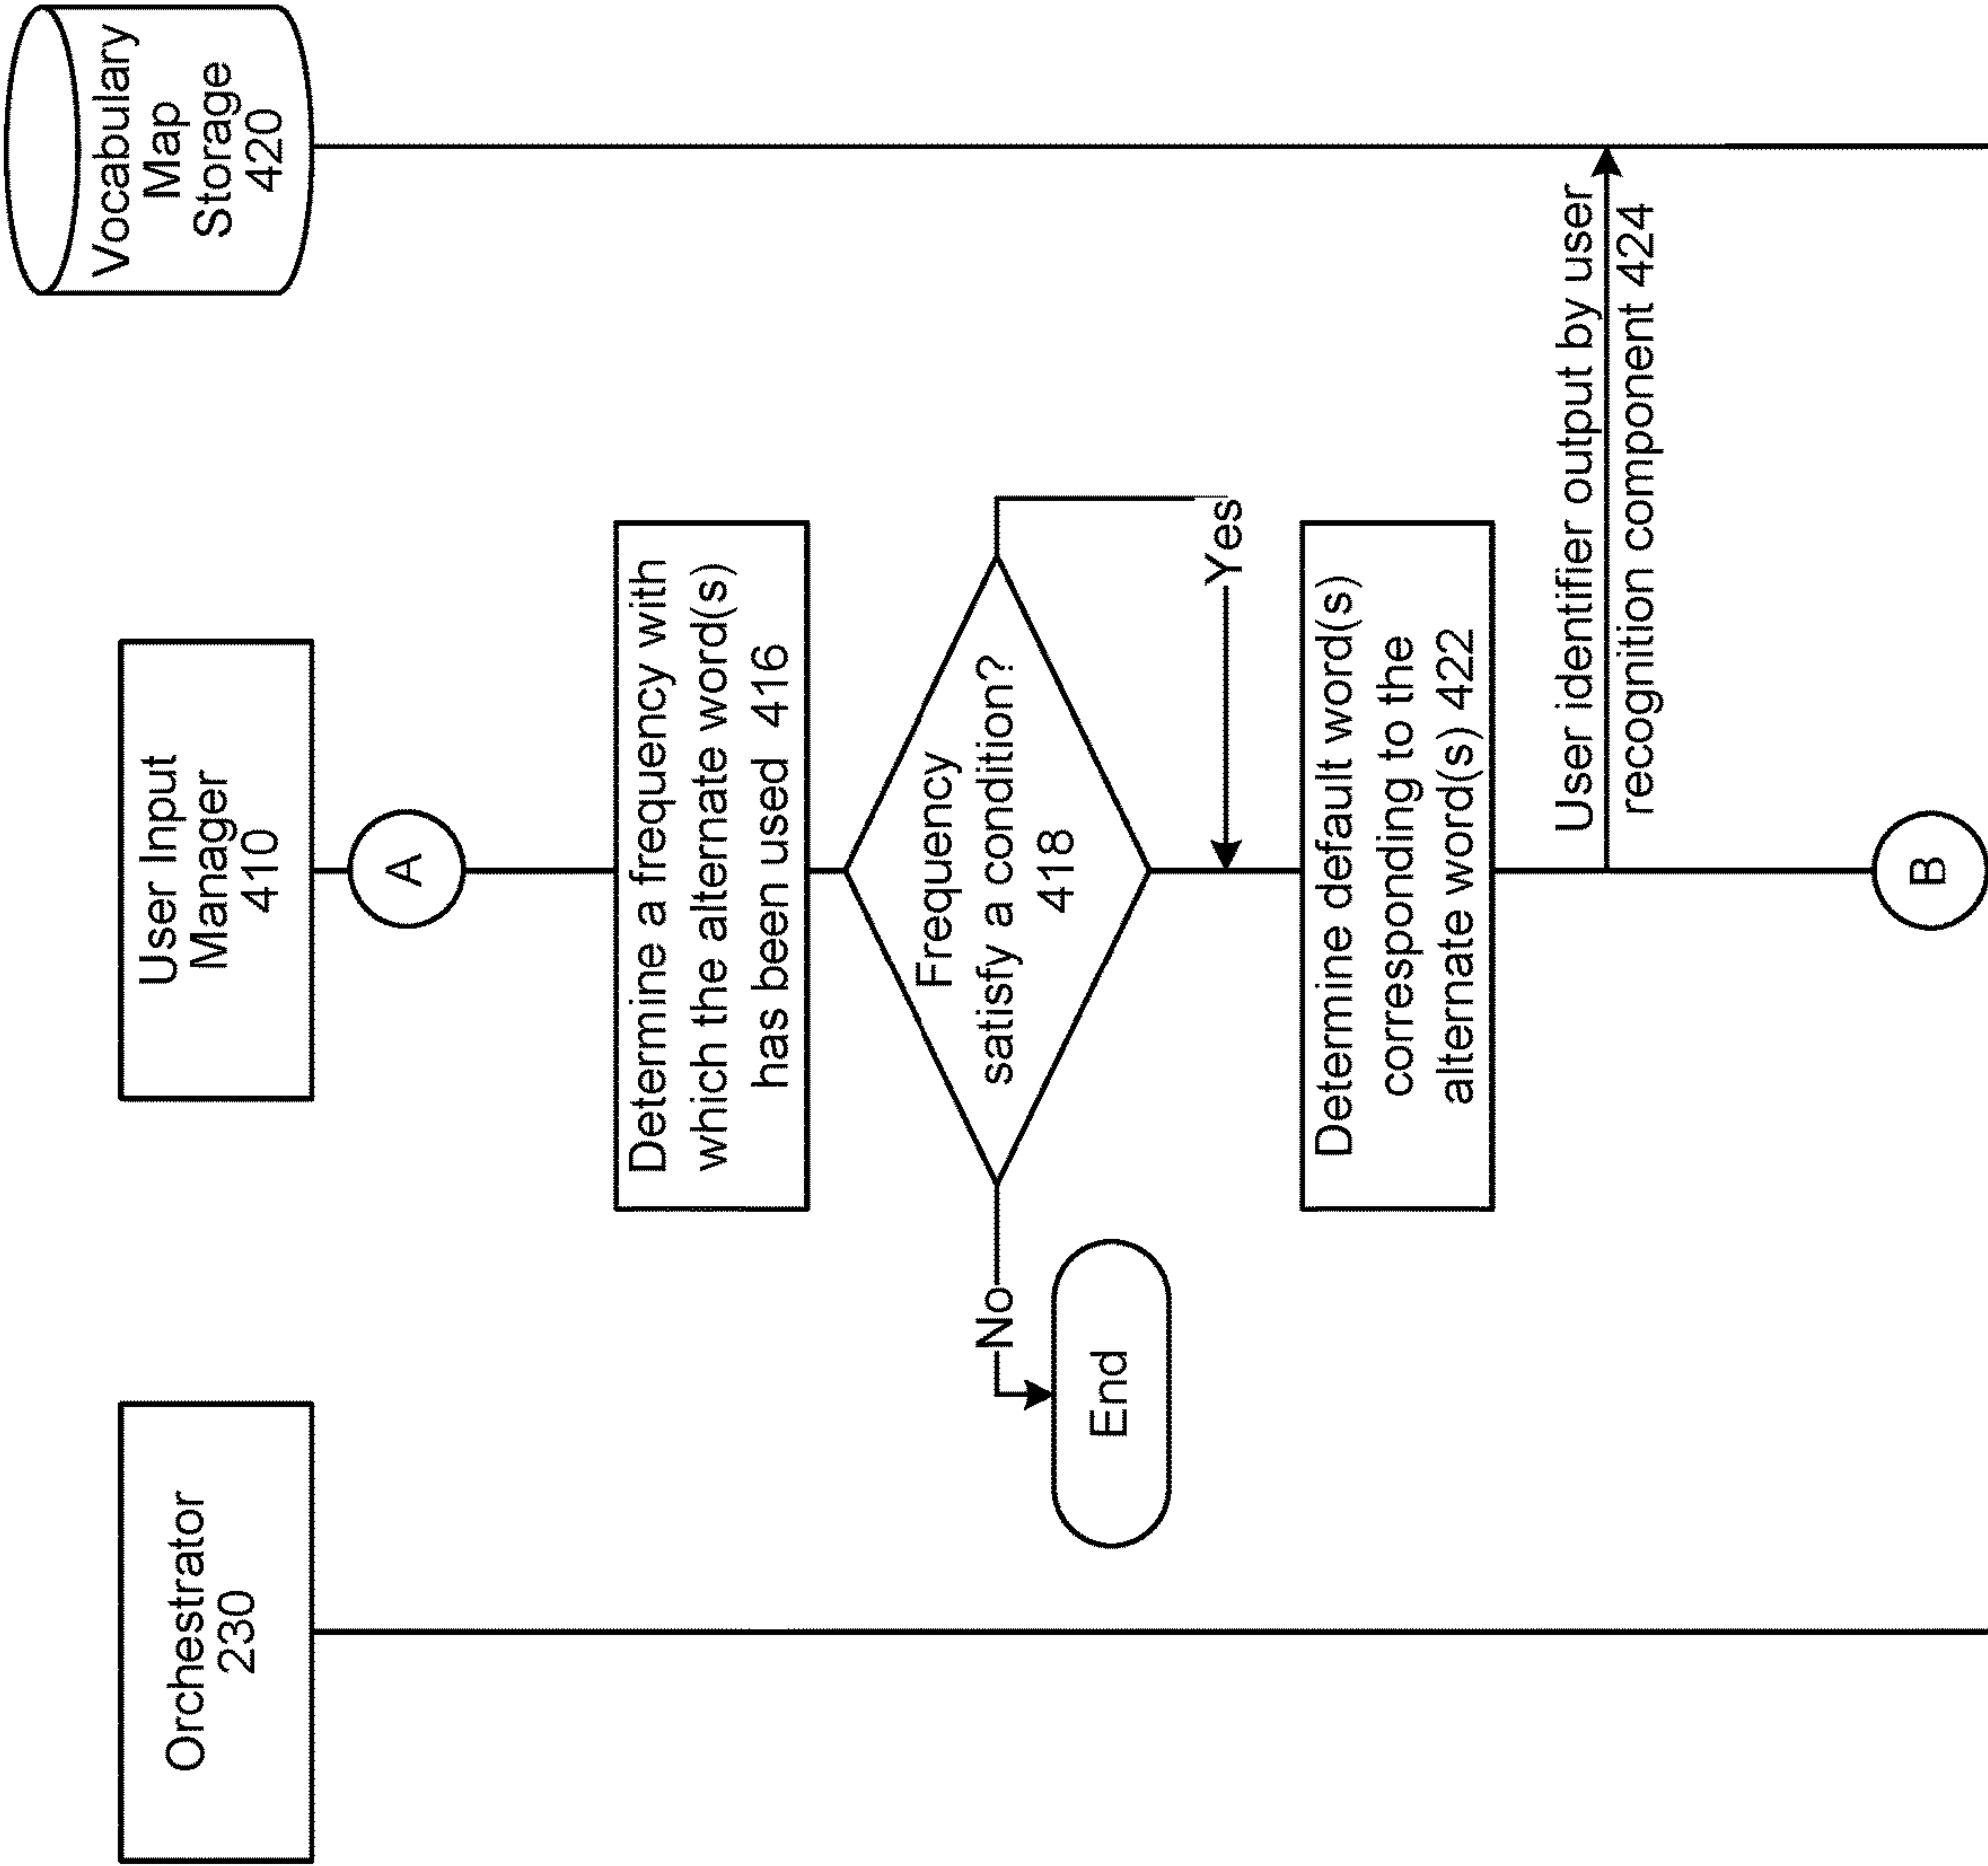 Orchestrator
230
User Input
Manager
410
Vocabulary
Map
Storage
420
A
Determine a frequency with
which the alternate word(s)
has been used 416
Frequency
satisfy a condition?
418
No
End
Yes
Determine default word(s)
corresponding to the
alternate word(s) 422
User identifier output by user
recognition component 424
B